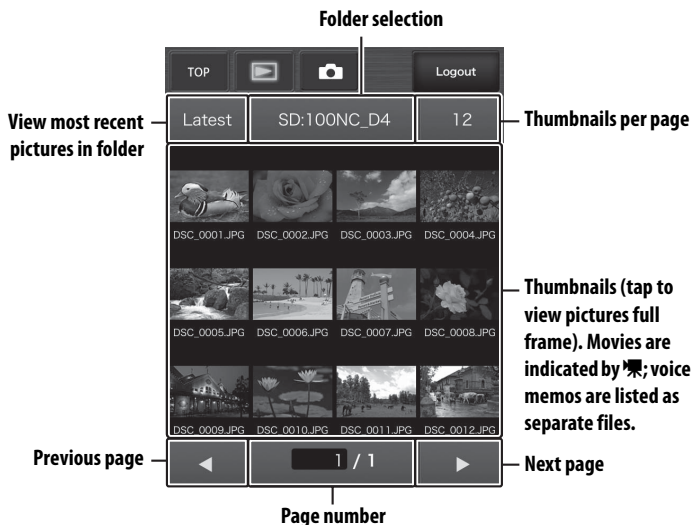 Folder selection
TOP
Logout
View most recent
pictures in folder
Latest
SD:100NC_D4
12
Thumbnails per page
DSC_0001.JPG DSC_0002.JPG DSC_0003.JPG DSC_0004.JPG
DSC_0005.JPG DSC_0006.JPG DSC_0007.JPG DSC_0008.JPG
Thumbnails (tap to
view pictures full
frame). Movies are
indicated by ; voice
memos are listed as
separate files.
DSC_0009.JPG DSC_0010.JPG DSC_0011.JPG DSC_0012.JPG
Previous page
1 / 1
Next page
Page number